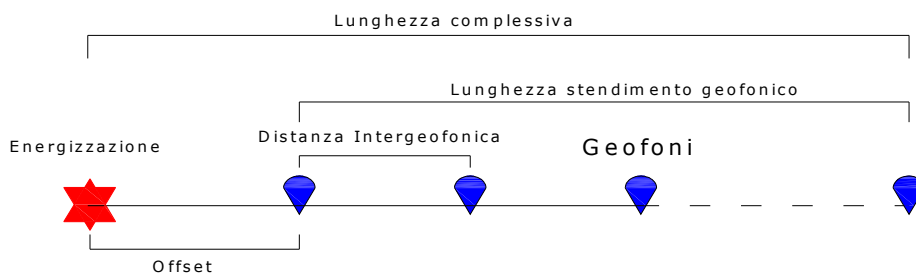 Lunghezza complessiva
Lunghezza stendimento geofonico
Distanza Intergeofonica
Energizzazione
Geofoni
Offset